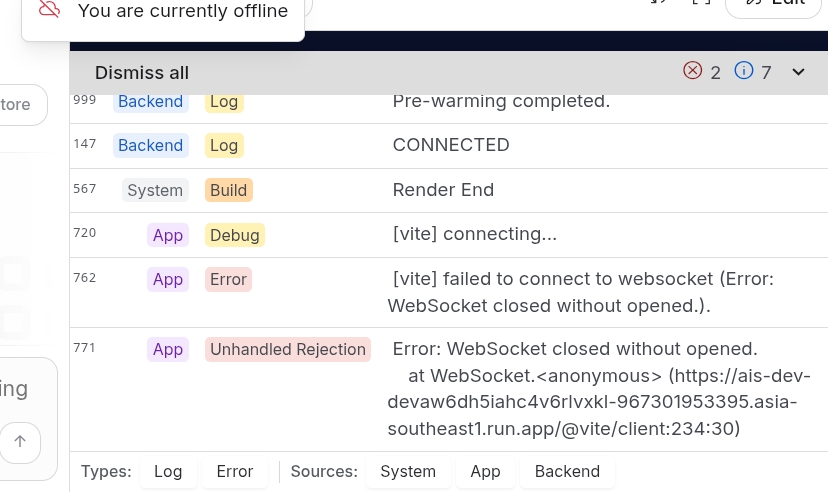 You are currently offline
Edit
Dismiss all 2 7
tore
999 Backend Log Pre-warming completed.
147 Backend Log CONNECTED
567 System Build Render End
720 App Debug [vite] connecting...
762 App Error [vite] failed to connect to websocket (Error:
WebSocket closed without opened.).
771 App Unhandled Rejection Error: WebSocket closed without opened.
at WebSocket.<anonymous> (https://ais-dev-
devaw6dh5iahc4v6rlvxkl-967301953395.asia-
southeast1.run.app/@vite/client:234:30)
ing
Types: Log Error Sources: System App Backend